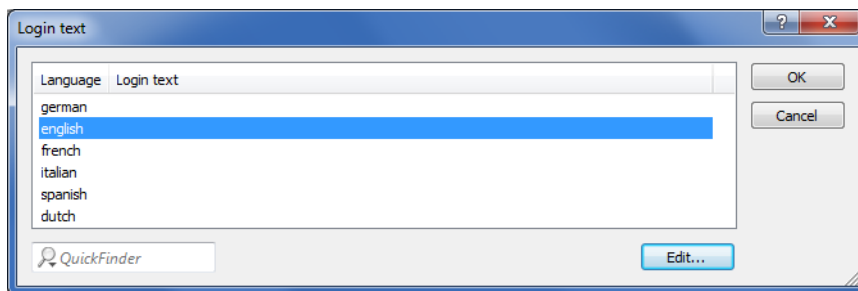 Login text
Language Login text
OK
german
english
Cancel
french
italian
spanish
dutch
QuickFinder
Edit...